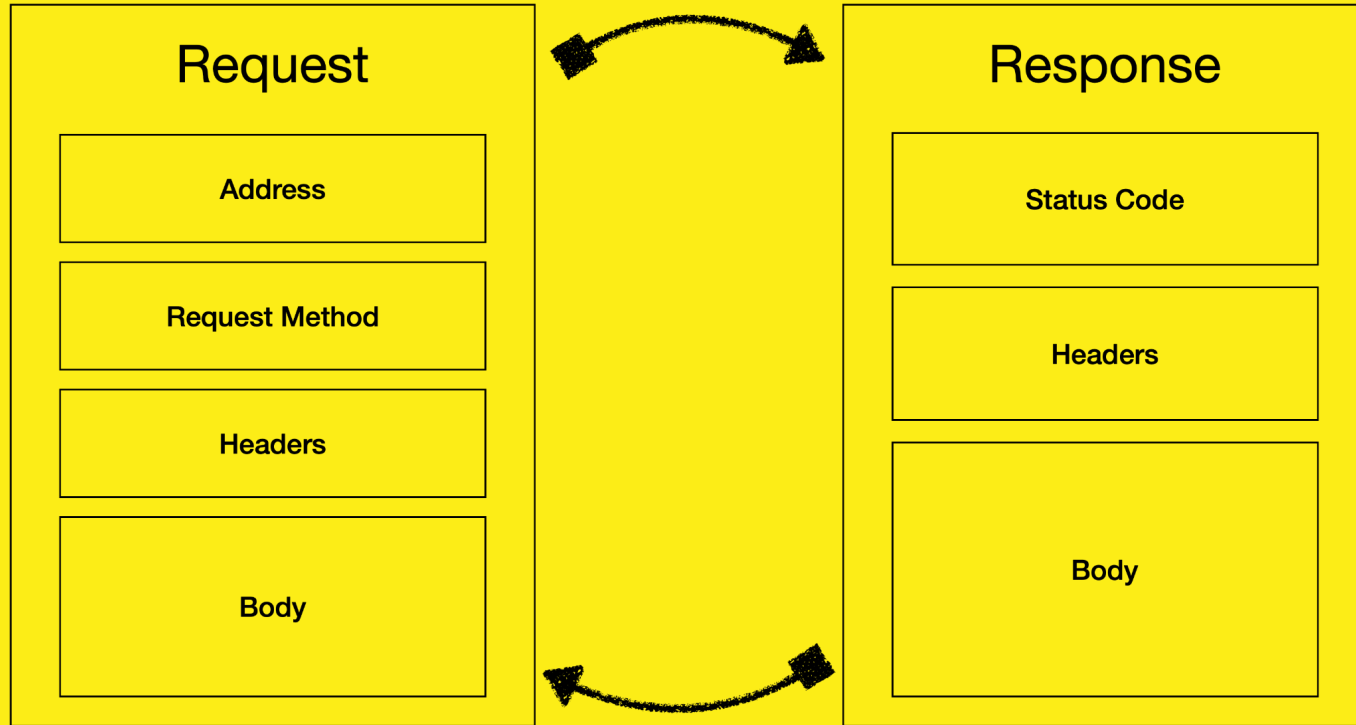 Request
Address
Request Method
Headers
Body
Response
Status Code
Headers
Body